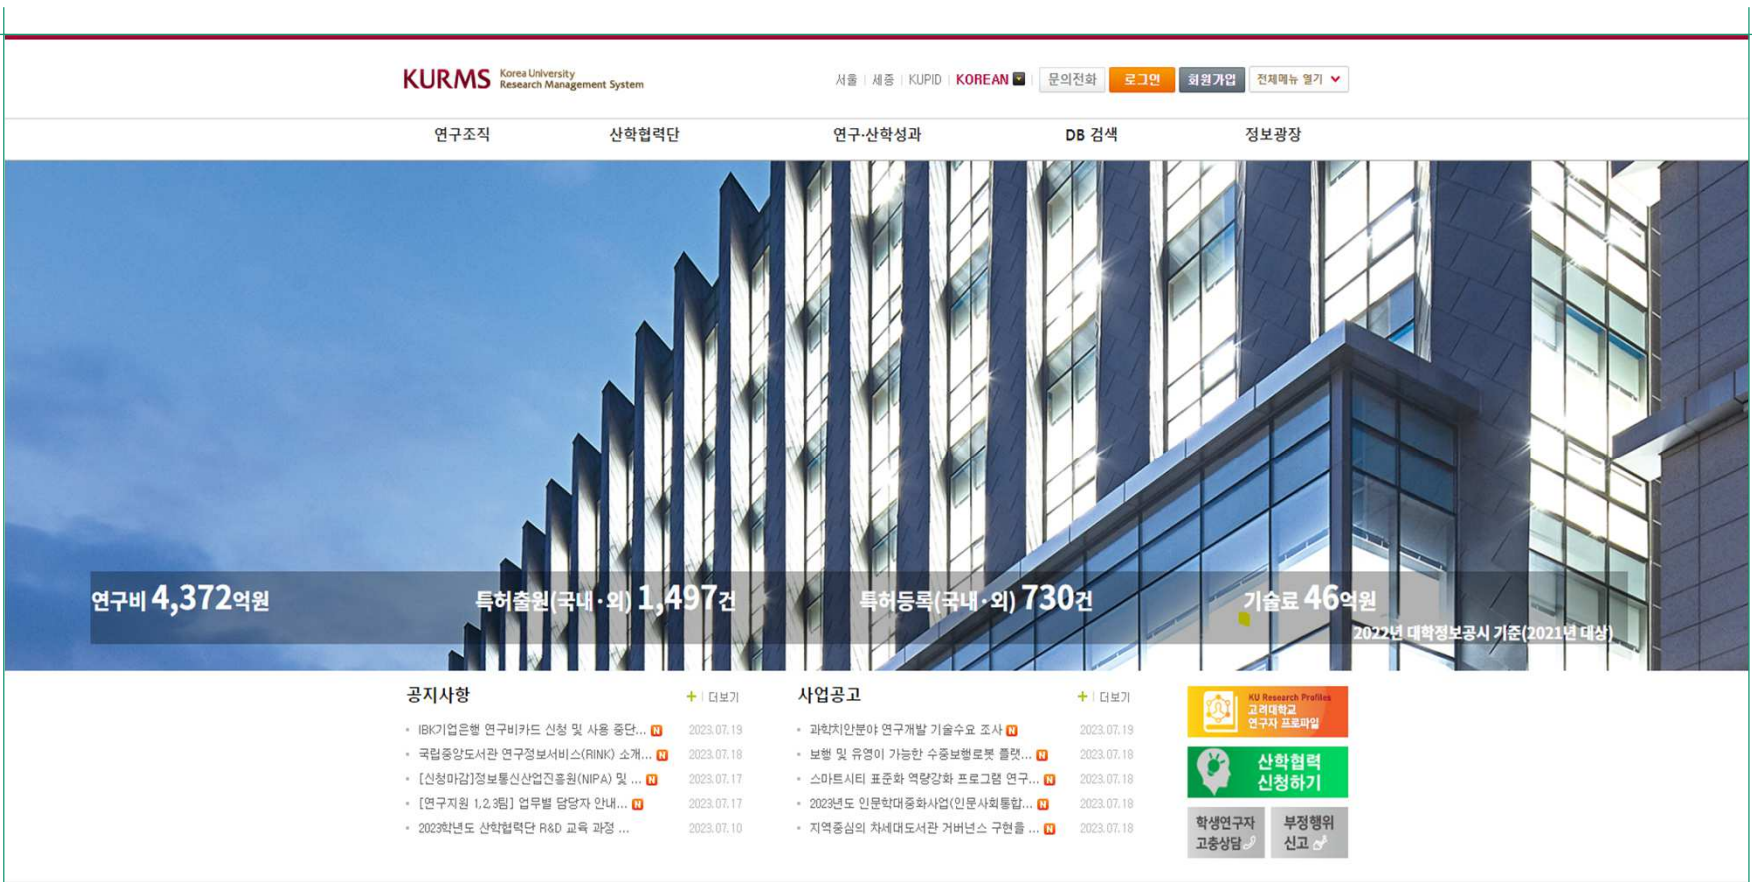 KURMS Korea University
Research Management System
서울 | 세종 | KUPID | KOREAN | 문의전화 로그인 회원가입 전체메뉴 열기
연구조직 산학협력단 연구·산학성과 DB 검색 정보광장
연구비 4,372억원 특허출원(국내·외) 1,497건 특허등록(국내·외) 730건 기술료 46억원
2022년 대학정보공시 기준(2021년 대상)
공지사항 + | 더보기
IBK기업은행 연구비카드 신청 및 사용 중단... N 2023.07.19
국립중앙도서관 연구정보서비스(RINK) 소개... N 2023.07.18
[신청마감]정보통신산업진흥원(NIPA) 및 ... N 2023.07.17
[연구지원 1,2,3팀] 업무별 담당자 안내... N 2023.07.17
2023학년도 산학협력단 R&D 교육 과정 ... 2023.07.10
사업공고 + | 더보기
과학치안분야 연구개발 기술수요 조사 N 2023.07.19
보행 및 유영이 가능한 수중보행로봇 플랫... N 2023.07.18
스마트시티 표준화 역량강화 프로그램 연구... N 2023.07.18
2023년도 인문학대중화사업(인문사회통합... N 2023.07.18
지역중심의 차세대도서관 거버넌스 구현을 ... N 2023.07.18
KU Research Profiles
고려대학교
연구자 프로파일
산학협력
신청하기
학생연구자
고충상담
부정행위
신고